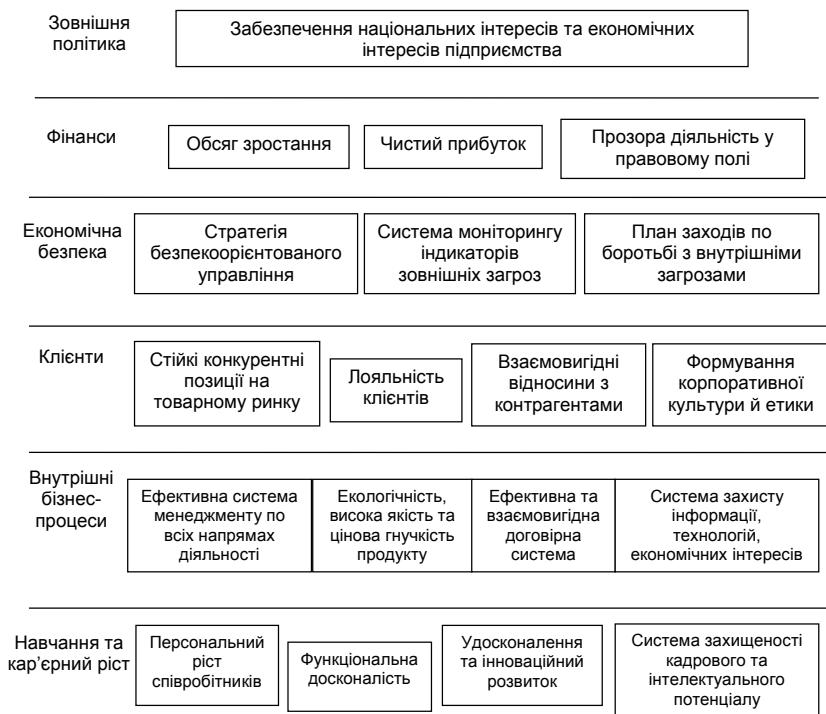 Зовнішня
політика
Забезпечення національних інтересів та економічних
інтересів підприємства
Фінанси
Обсяг зростання
Чистий прибуток
Прозора діяльність у
правовому полі
Економічна
безпека
Стратегія
безпекоорієнтованого
управління
Система моніторингу
індикаторів
зовнішніх загроз
План заходів по
боротьбі з внутрішніми
загрозами
Клієнти
Стійкі конкурентні
позиції на
товарному ринку
Лояльність
клієнтів
Взаємовигідні
відносини з
контрагентами
Формування
корпоративної
культури й етики
Внутрішні
бізнес-
процеси
Ефективна система
менеджменту по
всіх напрямах
діяльності
Екологічність,
висока якість та
цінова гнучкість
продукту
Ефективна та
взаємовигідна
договірна
система
Система захисту
інформації,
технологій,
економічних інтересів
Навчання та
кар’єрний ріст
Персональний
ріст
співробітників
Функціональна
досконалість
Удосконалення
та інноваційний
розвиток
Система захищеності
кадрового та
інтелектуального
потенціалу